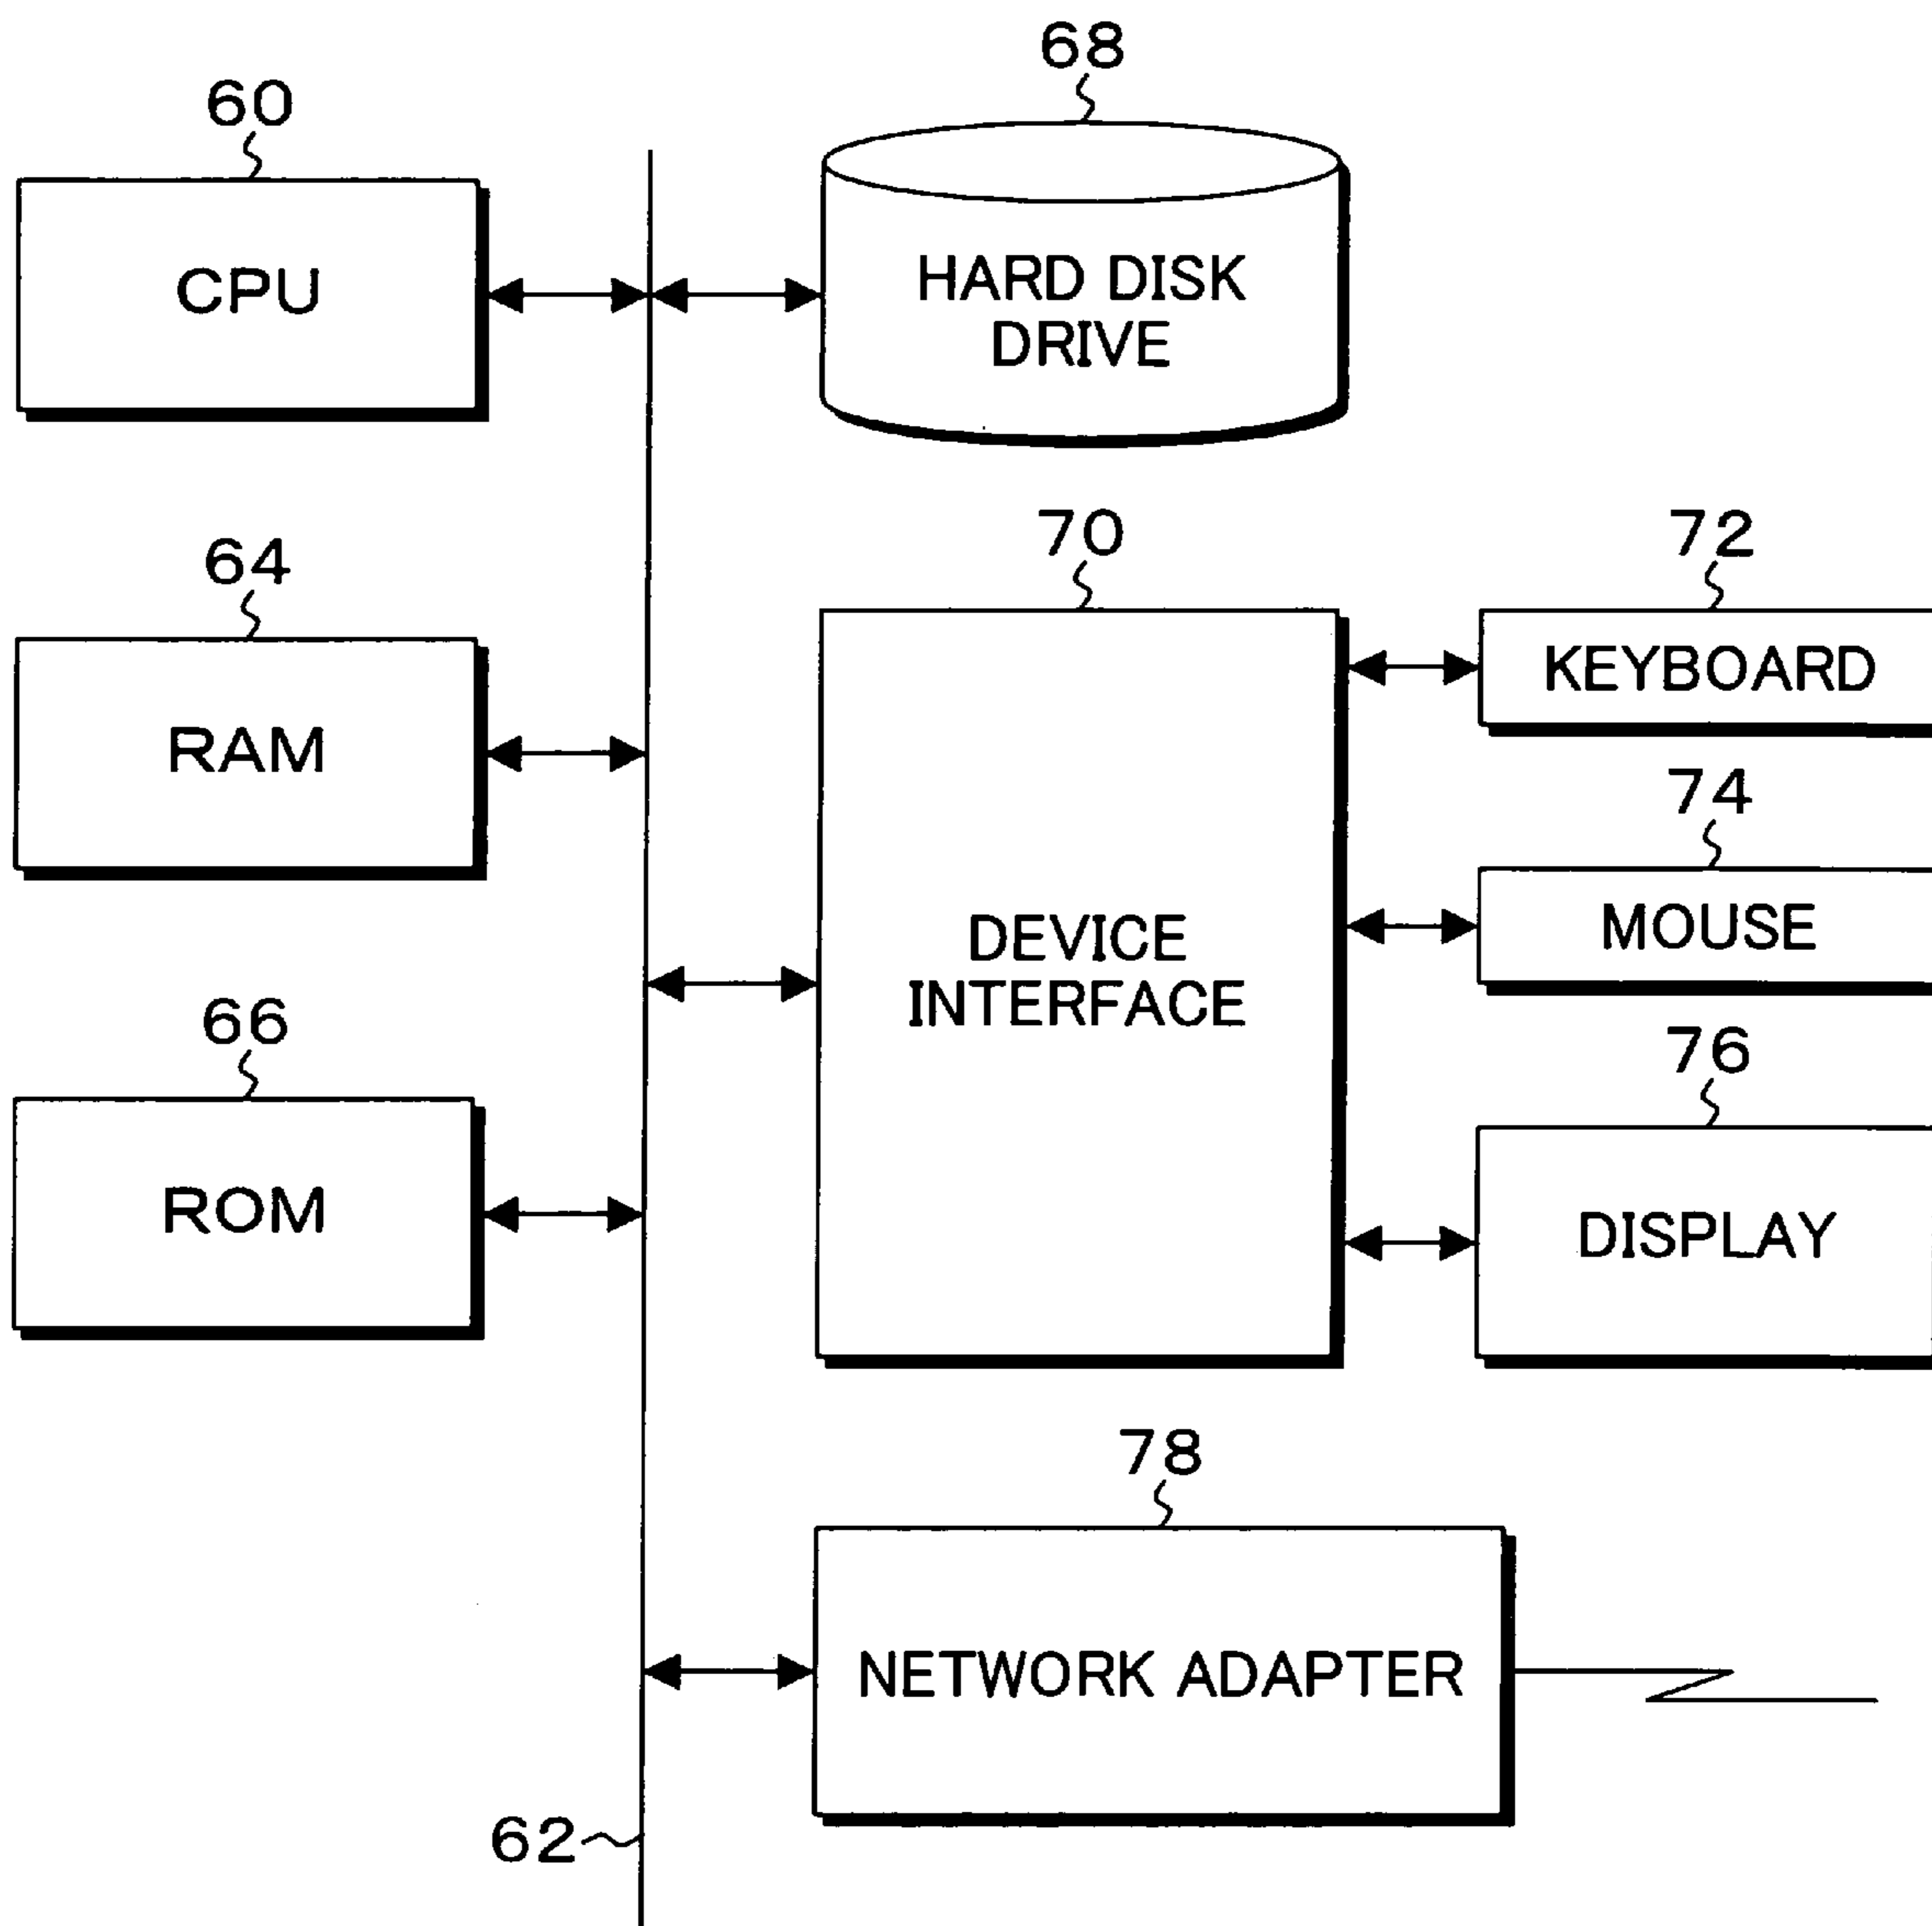 68
60
CPU
HARD DISK
DRIVE
70
72
64
KEYBOARD
RAM
74
MOUSE
DEVICE
INTERFACE
66
76
ROM
DISPLAY
78
NETWORK ADAPTER
62